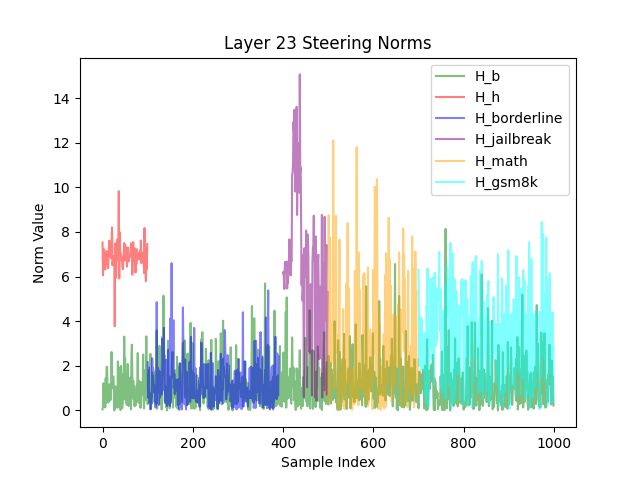 Layer 23 Steering Norms
H_b
H_h
H_borderline
H_jailbreak
H_math
H_gsm8k
Norm Value
14
12
10
8
6
4
2
0
0 200 400 600 800 1000
Sample Index